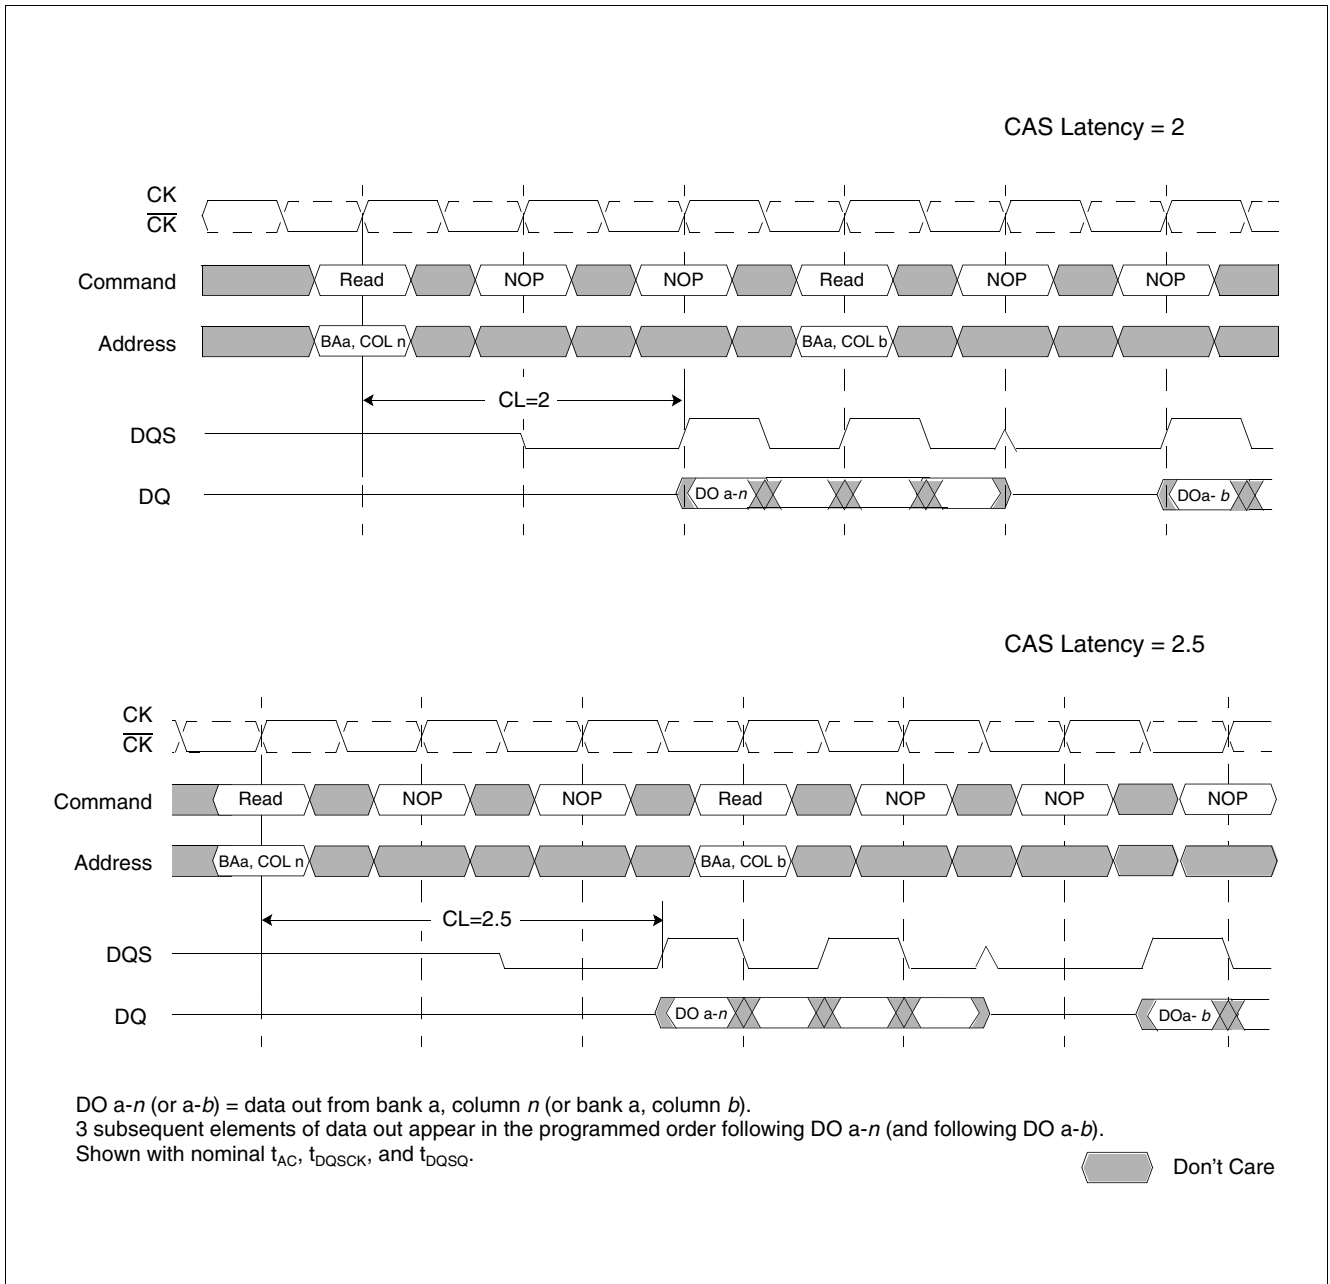 CAS Latency = 2
CK
CK
Command Read NOP NOP Read NOP NOP
Address BAa, COL n BAa, COL b
CL=2
DQS
DQ DO a-n DOa- b
CAS Latency = 2.5
CK
CK
Command Read NOP NOP Read NOP NOP NOP
Address BAa, COL n BAa, COL b
CL=2.5
DQS
DQ DO a-n DOa- b
DO a-n (or a-b) = data out from bank a, column n (or bank a, column b).
3 subsequent elements of data out appear in the programmed order following DO a-n (and following DO a-b).
Shown with nominal tAC, tDQSCK, and tDQSQ.
Don't Care